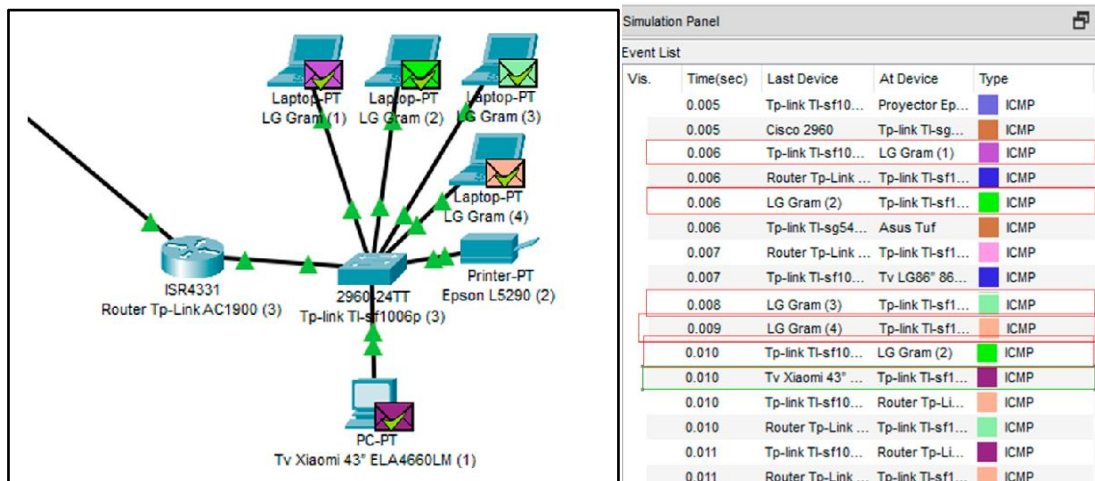 Laptop-PT
LG Gram (1)
Laptop-PT
LG Gram (2)
Laptop-PT
LG Gram (3)
Laptop-PT
LG Gram (4)
ISR4331
Router Tp-Link AC1900 (3)
2960-24TT
Tp-link Tl-sf1006p (3)
Printer-PT
Epson L5290 (2)
PC-PT
Tv Xiaomi 43" ELA4660LM (1)
Simulation Panel
Event List
Vis. Time(sec) Last Device At Device Type
0.005 Tp-link Tl-sf10... Proyector Ep... ICMP
0.005 Cisco 2960 Tp-link Tl-sg... ICMP
0.006 Tp-link Tl-sf10... LG Gram (1) ICMP
0.006 Router Tp-Link ... Tp-link Tl-sf1... ICMP
0.006 LG Gram (2) Tp-link Tl-sf1... ICMP
0.006 Tp-link Tl-sg54... Asus Tuf ICMP
0.007 Router Tp-Link ... Tp-link Tl-sf1... ICMP
0.007 Tp-link Tl-sf10... Tv LG86" 86... ICMP
0.008 LG Gram (3) Tp-link Tl-sf1... ICMP
0.009 LG Gram (4) Tp-link Tl-sf1... ICMP
0.010 Tp-link Tl-sf10... LG Gram (2) ICMP
0.010 Tv Xiaomi 43" ... Tp-link Tl-sf1... ICMP
0.010 Tp-link Tl-sf10... Router Tp-Li... ICMP
0.010 Router Tp-Link ... Tp-link Tl-sf1... ICMP
0.011 Tp-link Tl-sf10... Router Tp-Li... ICMP
0.011 Router Tp-Link ... Tp-link Tl-sf1... ICMP